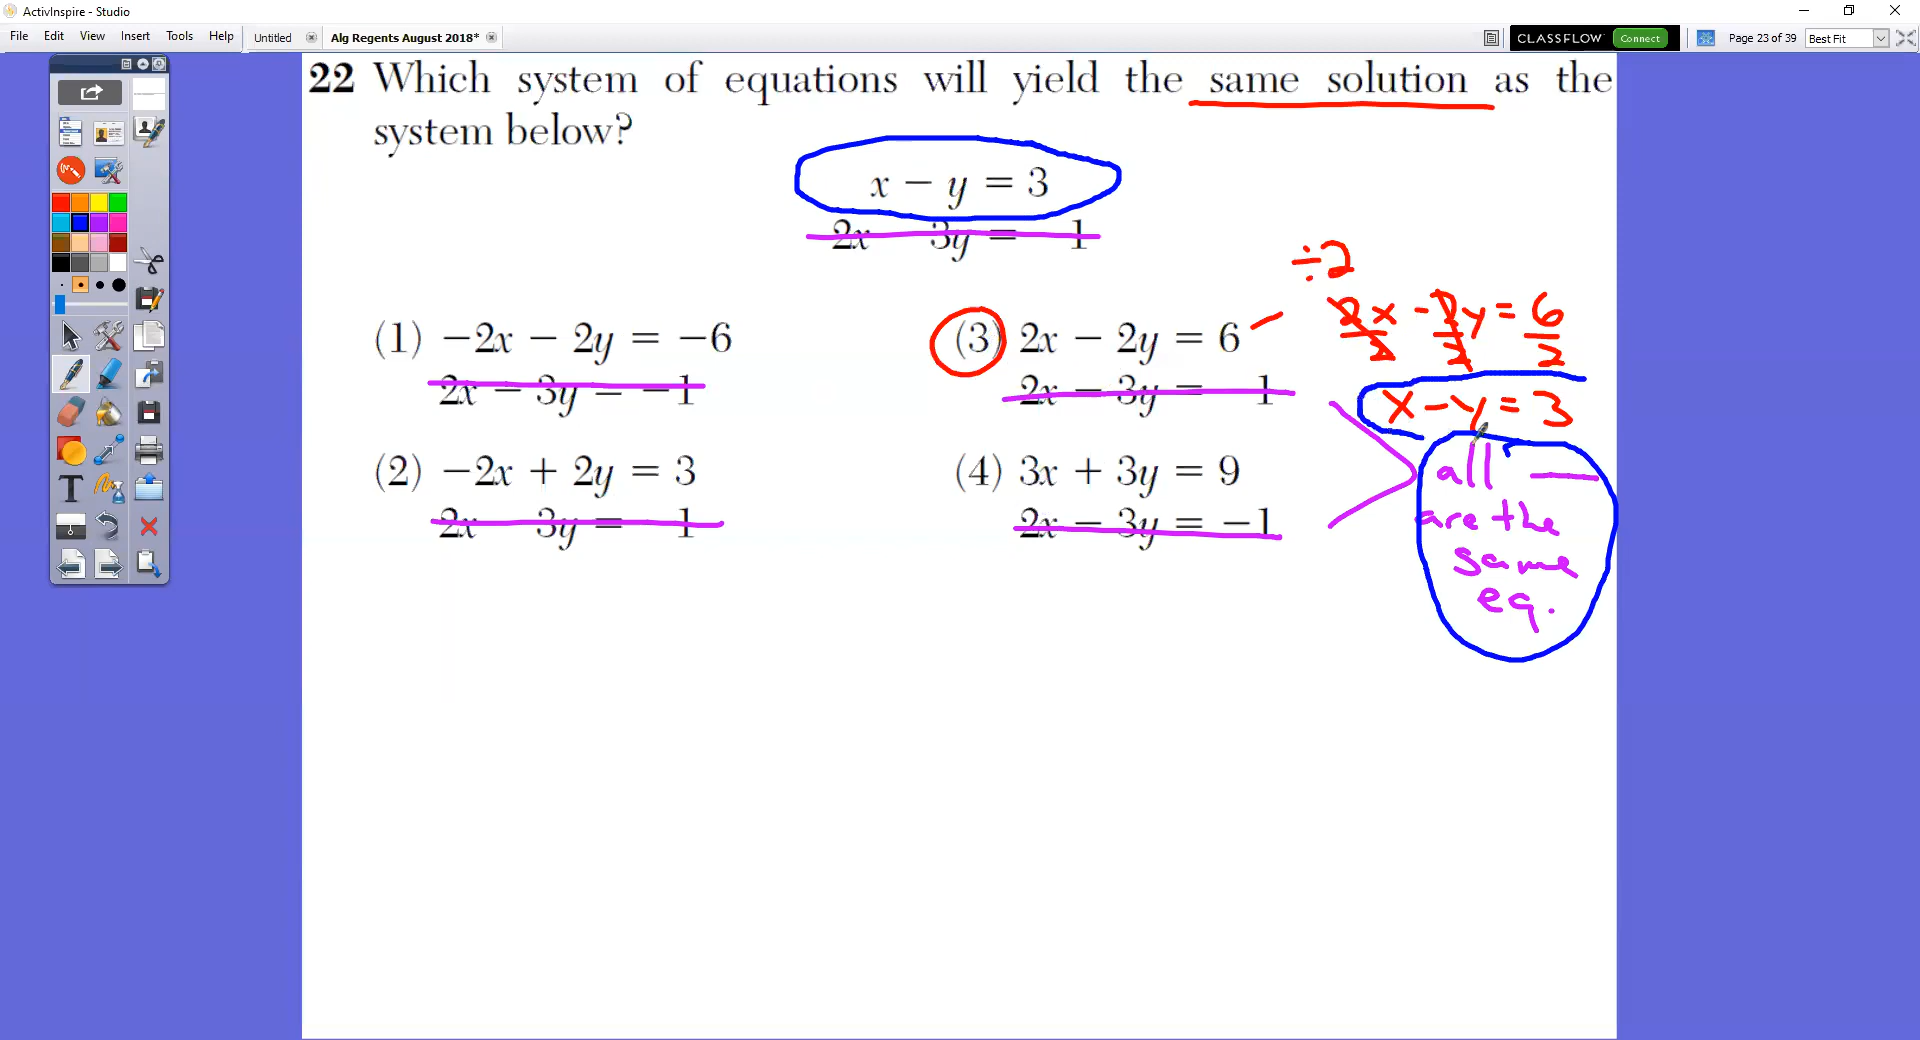 ActivInspire - Studio
File Edit View Insert Tools Help
Untitled
Alg Regents August 2018*
CLASSFLOW Connect
Page 23 of 39
Best Fit
22 Which system of equations will yield the same solution as the
system below?
x − y = 3
2x − 3y = −1
÷2
(1) −2x − 2y = −6
2x − 3y = −1
(3) 2x − 2y = 6
2x − 3y = −1
2x - 2y = 6
2 2 2
x - y = 3
(2) −2x + 2y = 3
2x − 3y = −1
(4) 3x + 3y = 9
2x − 3y = −1
all —
are the
same
eq.
T